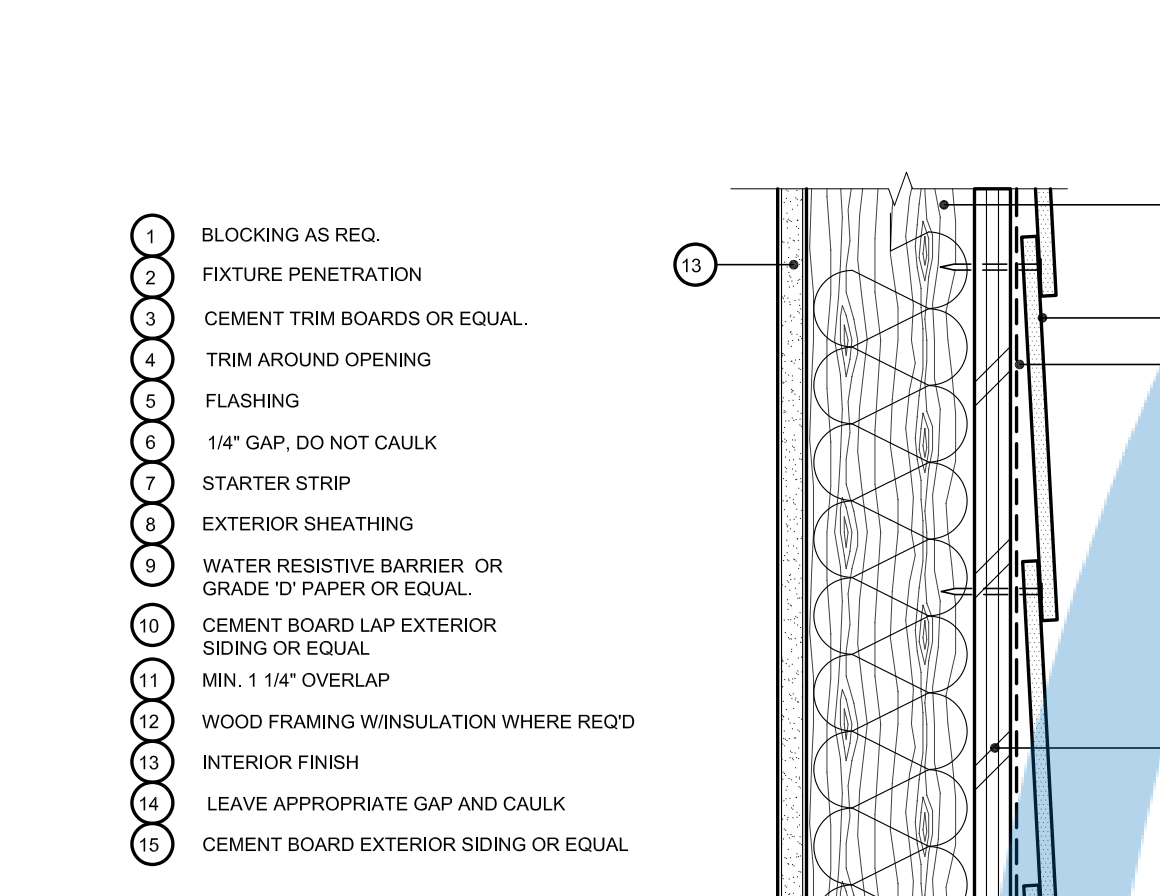 1 BLOCKING AS REQ.
2 FIXTURE PENETRATION
3 CEMENT TRIM BOARDS OR EQUAL.
4 TRIM AROUND OPENING
5 FLASHING
6 1/4" GAP, DO NOT CAULK
7 STARTER STRIP
8 EXTERIOR SHEATHING
9 WATER RESISTIVE BARRIER OR
GRADE 'D' PAPER OR EQUAL.
10 CEMENT BOARD LAP EXTERIOR
SIDING OR EQUAL
11 MIN. 1 1/4" OVERLAP
12 WOOD FRAMING W/INSULATION WHERE REQ'D
13 INTERIOR FINISH
14 LEAVE APPROPRIATE GAP AND CAULK
15 CEMENT BOARD EXTERIOR SIDING OR EQUAL
13